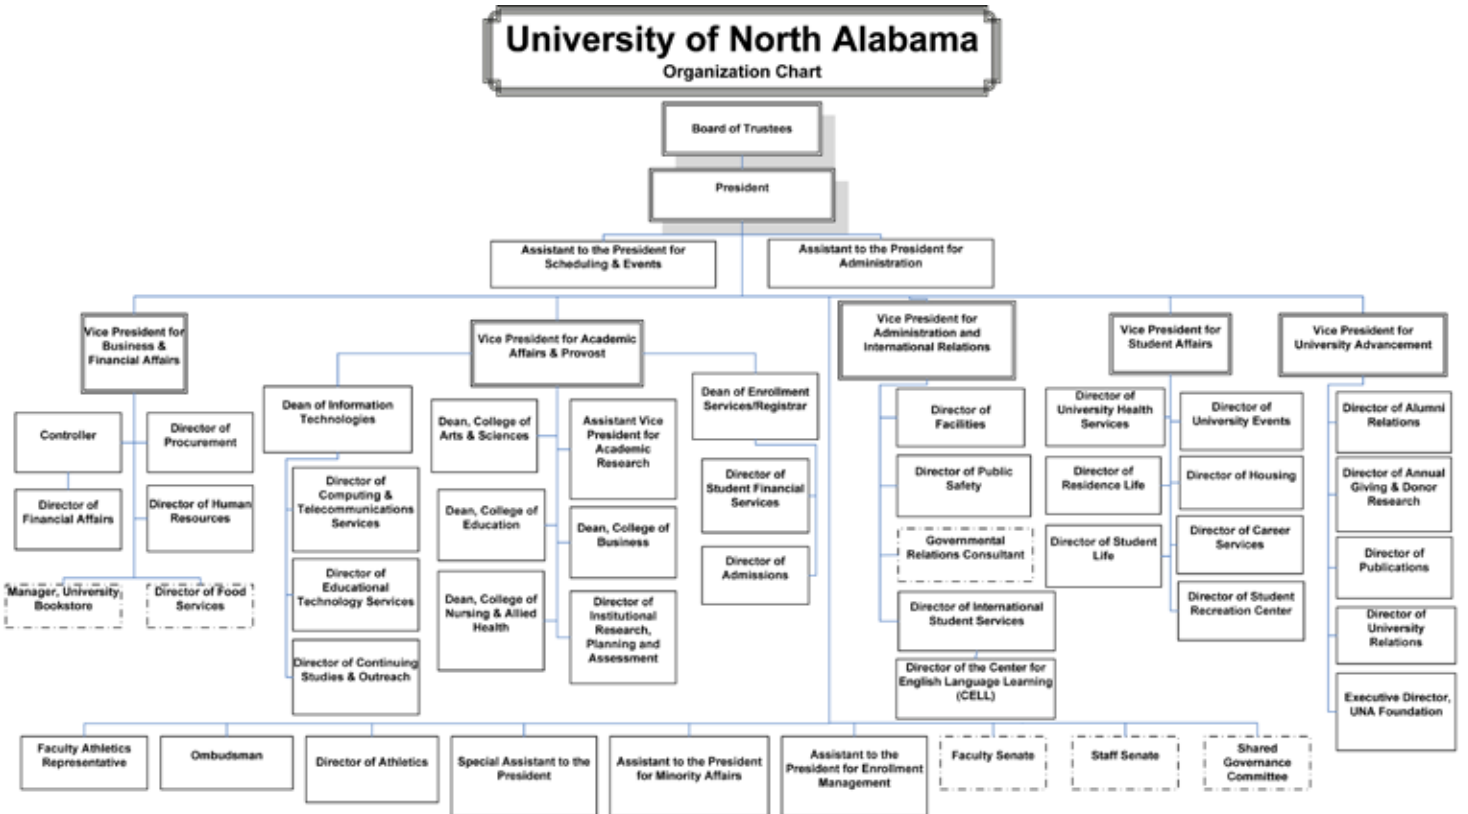 University of North Alabama
Organization Chart
Board of Trustees
President
Assistant to the President for
Scheduling & Events
Assistant to the President for
Administration
Vice President for
Business &
Financial Affairs
Vice President for Academic
Affairs & Provost
Vice President for
Administration and
International Relations
Vice President for
Student Affairs
Vice President for
University Advancement
Controller
Director of
Procurement
Director of
Financial Affairs
Director of Human
Resources
Manager, University
Bookstore
Director of Food
Services
Dean of Information
Technologies
Director of
Computing &
Telecommunications
Services
Director of
Educational
Technology Services
Director of Continuing
Studies & Outreach
Dean, College of
Arts & Sciences
Assistant Vice
President for
Academic
Research
Dean, College of
Education
Dean, College of
Business
Dean, College of
Nursing & Allied
Health
Director of
Institutional
Research,
Planning and
Assessment
Dean of Enrollment
Services/Registrar
Director of
Student Financial
Services
Director of
Admissions
Director of
Facilities
Director of Public
Safety
Governmental
Relations Consultant
Director of International
Student Services
Director of the Center for
English Language Learning
(CELL)
Director of
University Health
Services
Director of
University Events
Director of
Residence Life
Director of Housing
Director of Student
Life
Director of Career
Services
Director of Student
Recreation Center
Director of Alumni
Relations
Director of Annual
Giving & Donor
Research
Director of
Publications
Director of
University
Relations
Executive Director,
UNA Foundation
Faculty Athletics
Representative
Ombudsman
Director of Athletics
Special Assistant to the
President
Assistant to the President
for Minority Affairs
Assistant to the
President for Enrollment
Management
Faculty Senate
Staff Senate
Shared
Governance
Committee